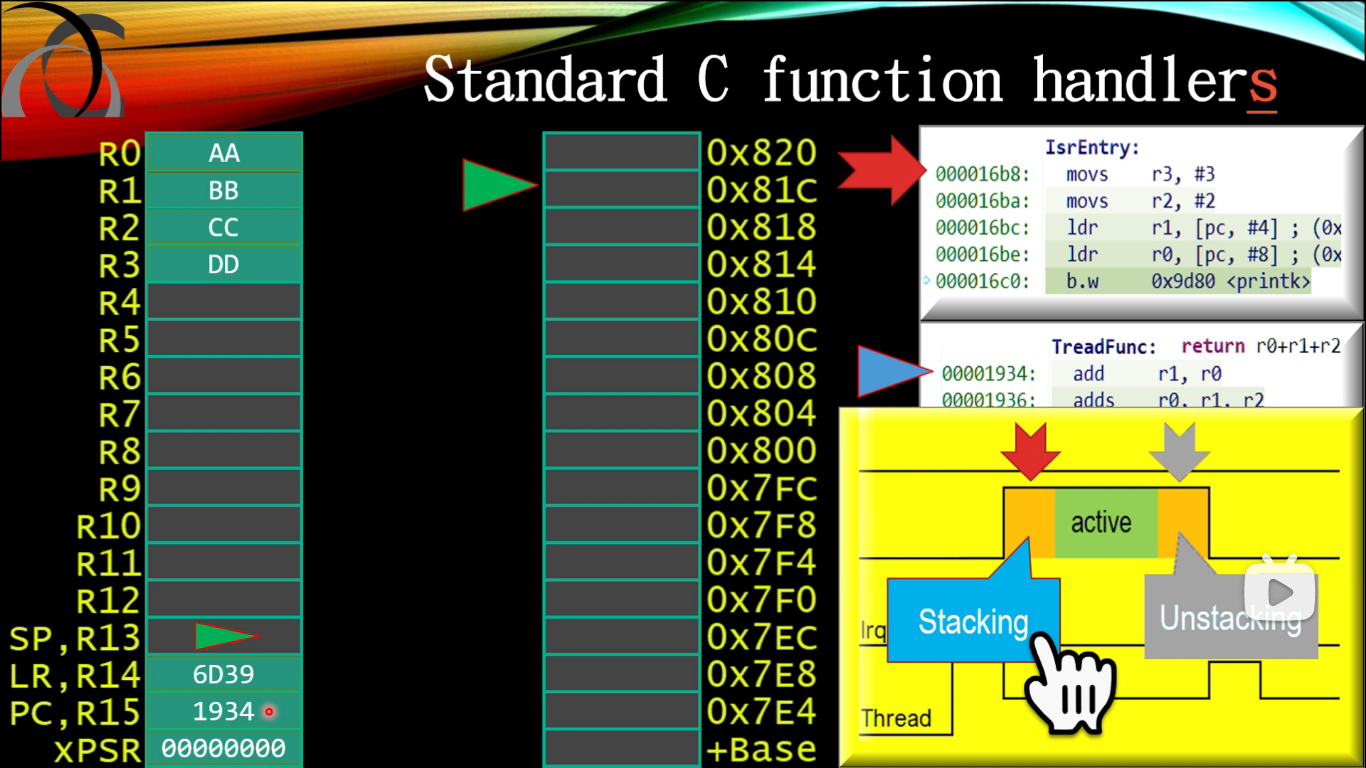 Standard C function handlers
R0 AA
R1 BB
R2 CC
R3 DD
R4
R5
R6
R7
R8
R9
R10
R11
R12
SP,R13
LR,R14 6D39
PC,R15 1934
xPSR 00000000
0x820
0x81C
0x818
0x814
0x810
0x80C
0x808
0x804
0x800
0x7FC
0x7F8
0x7F4
0x7F0
0x7EC
0x7E8
0x7E4
+Base
IsrEntry:
000016b8: movs r3, #3
000016ba: movs r2, #2
000016bc: ldr r1, [pc, #4] ; (0x
000016be: ldr r0, [pc, #8] ; (0x
000016c0: b.w 0x9d80 <printk>
TreadFunc: return r0+r1+r2
00001934: add r1, r0
00001936: adds r0, r1, r2
active
Stacking
Unstacking
Irq
Thread